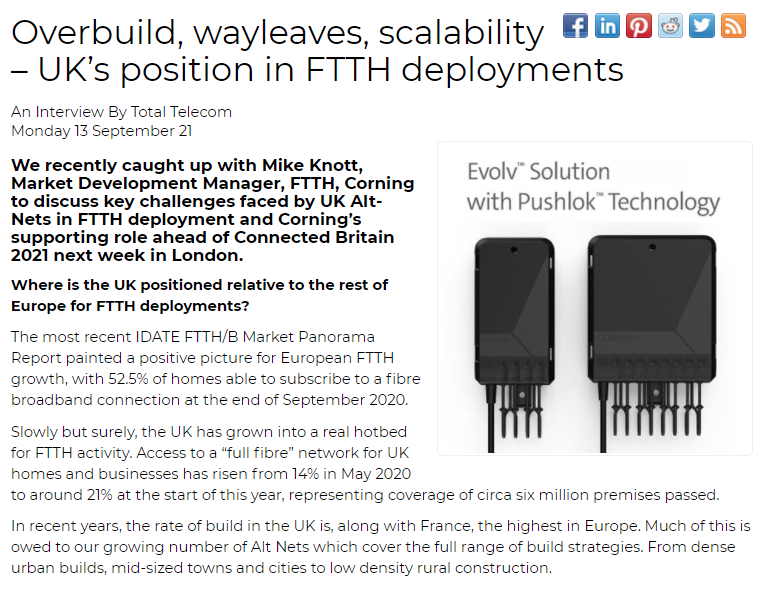 Overbuild, wayleaves, scalability
– UK’s position in FTTH deployments
An Interview By Total Telecom
Monday 13 September 21
We recently caught up with Mike Knott,
Market Development Manager, FTTH, Corning
to discuss key challenges faced by UK Alt-
Nets in FTTH deployment and Corning’s
supporting role ahead of Connected Britain
2021 next week in London.
Evolv™ Solution
with Pushlok™ Technology
Where is the UK positioned relative to the rest of
Europe for FTTH deployments?
The most recent IDATE FTTH/B Market Panorama
Report painted a positive picture for European FTTH
growth, with 52.5% of homes able to subscribe to a fibre
broadband connection at the end of September 2020.
Slowly but surely, the UK has grown into a real hotbed
for FTTH activity. Access to a “full fibre” network for UK
homes and businesses has risen from 14% in May 2020
to around 21% at the start of this year, representing coverage of circa six million premises passed.
In recent years, the rate of build in the UK is, along with France, the highest in Europe. Much of this is
owed to our growing number of Alt Nets which cover the full range of build strategies. From dense
urban builds, mid-sized towns and cities to low density rural construction.